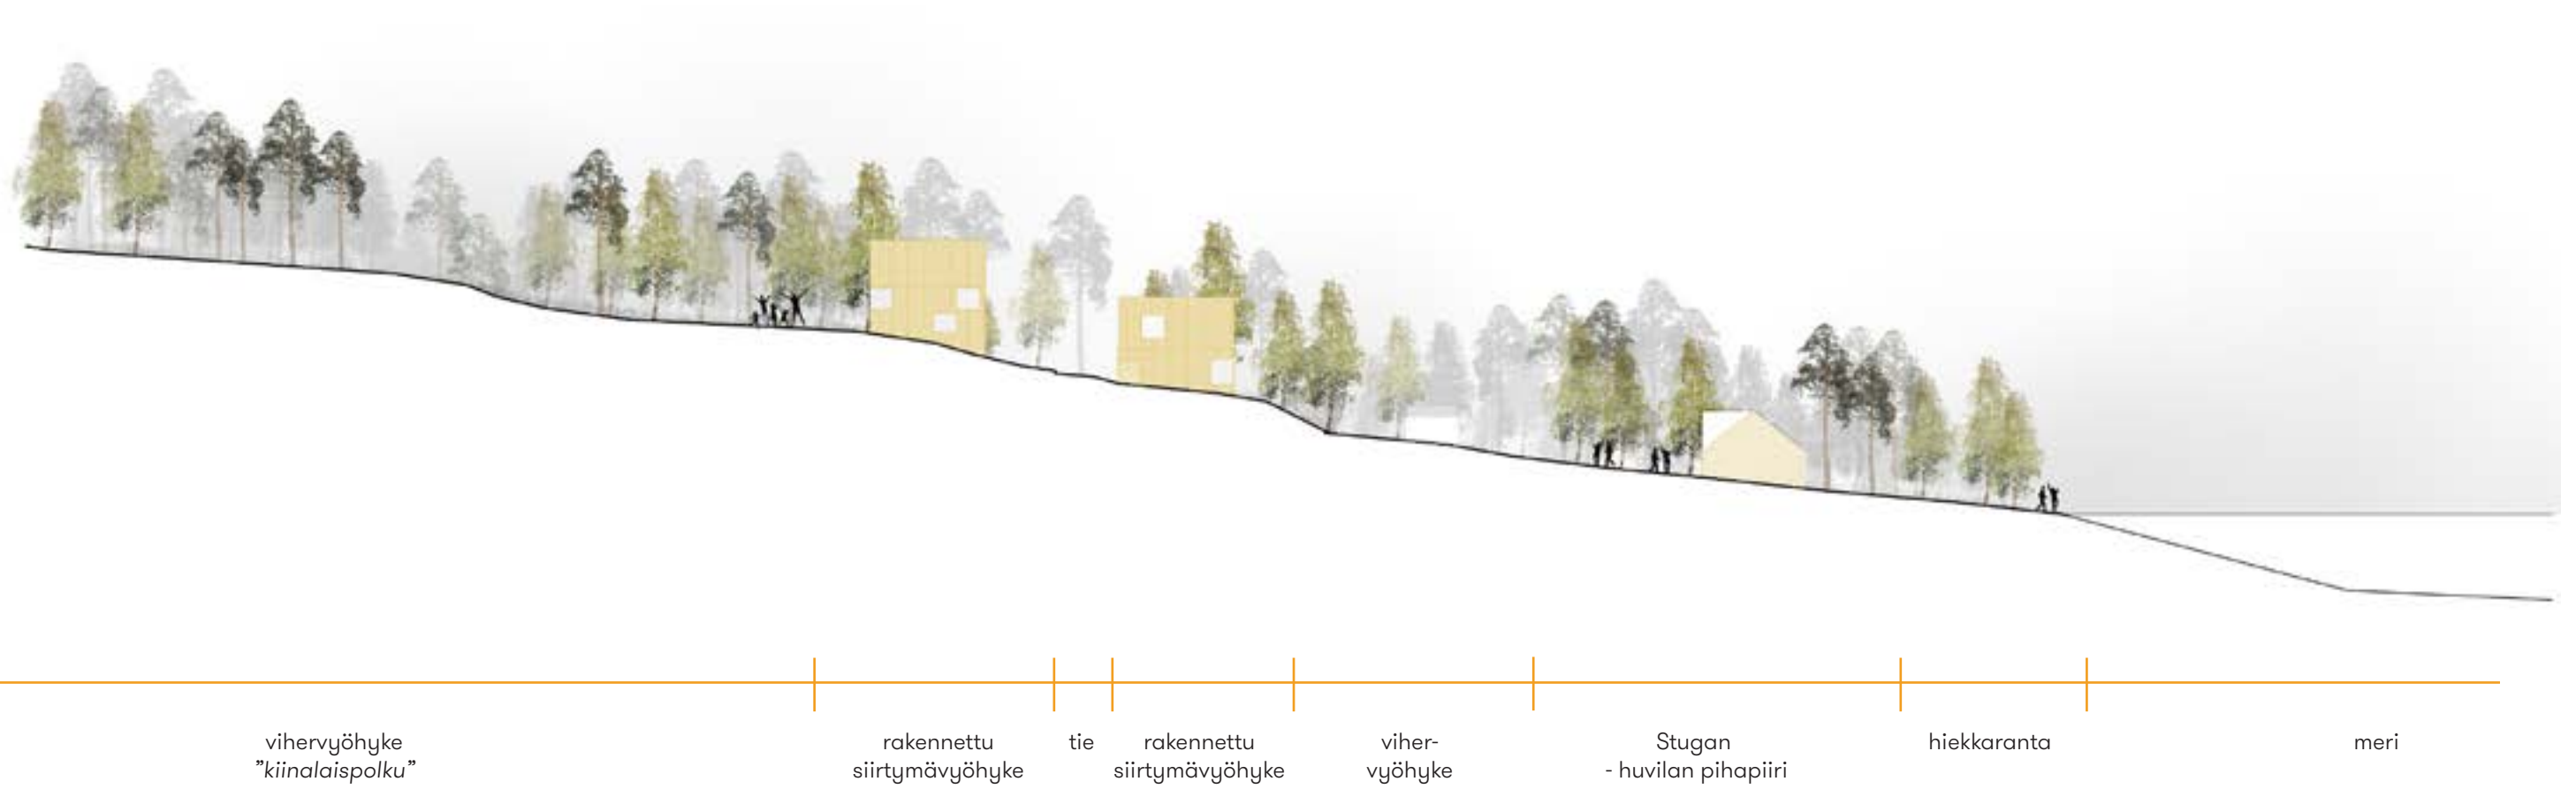 vihervyöhyke
”kiinalaispolku”
rakennettu
siirtymävyöhyke
tie
rakennettu
siirtymävyöhyke
viher-
vyöhyke
Stugan
- huvilan pihapiiri
hiekkaranta
meri